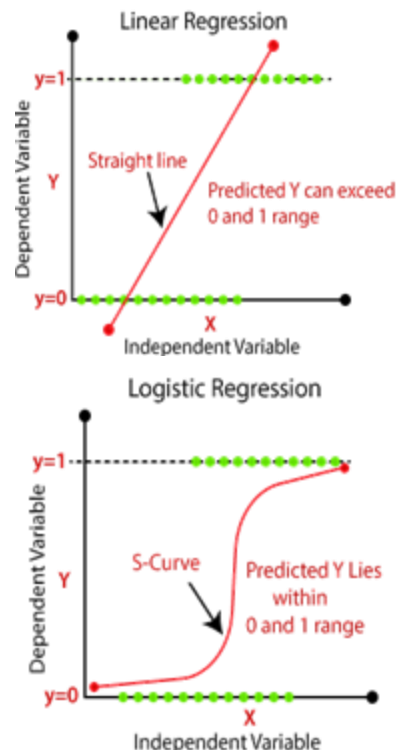 Linear Regression
y=1
Dependent Variable
Y
Straight line
Predicted Y can exceed
0 and 1 range
y=0
X
Independent Variable
Logistic Regression
y=1
Dependent Variable
Y
S-Curve
Predicted Y Lies
within
0 and 1 range
y=0
X
Independent Variable